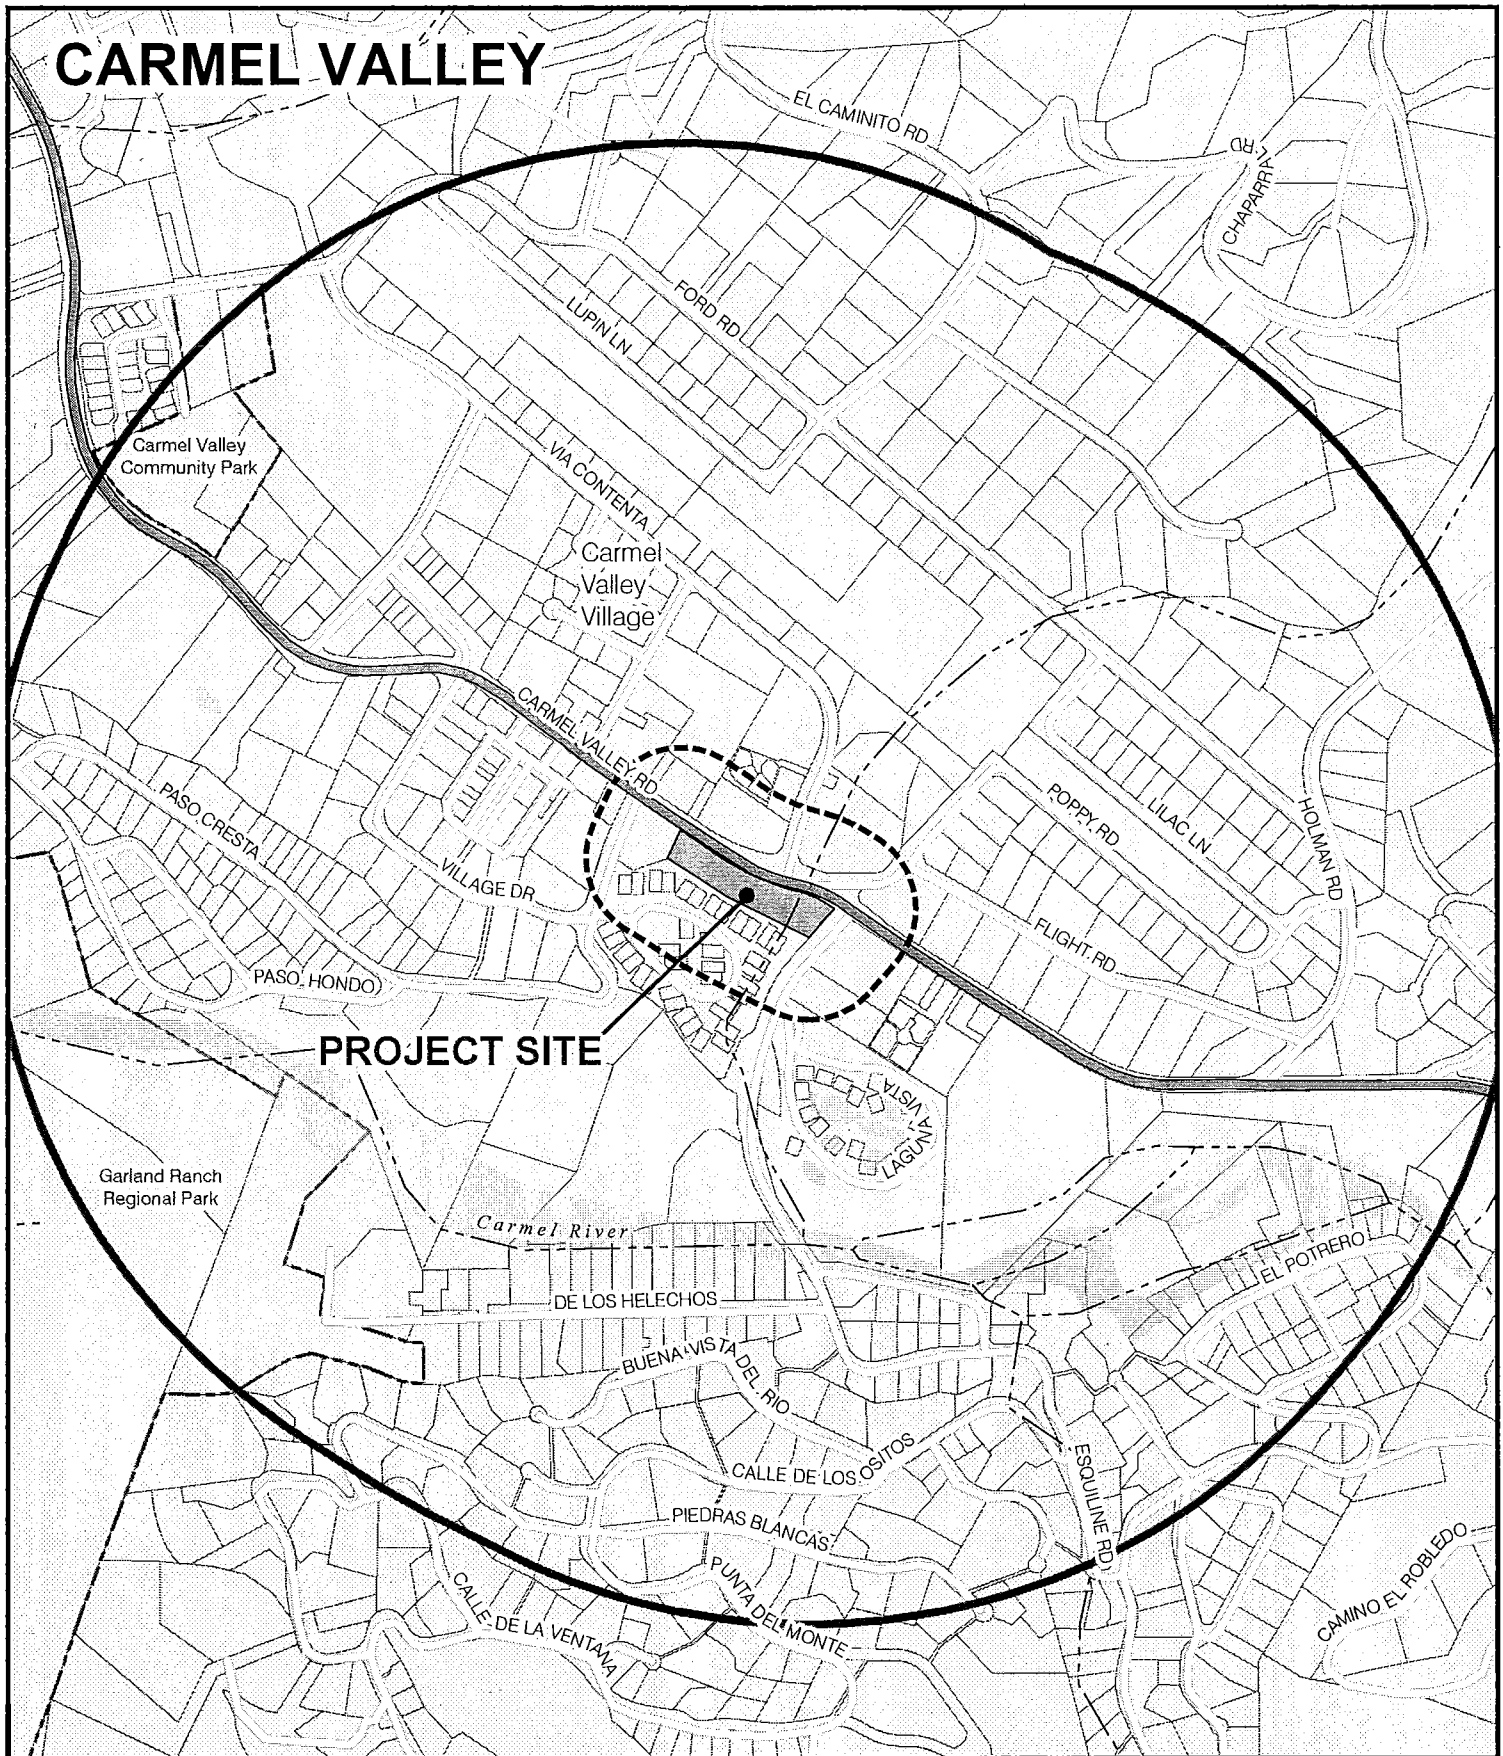 CARMEL VALLEY
EL CAMINITO RD
CHAPARRAL RD
FORD RD
LUPIN LN
Carmel Valley
Community Park
VIA CONTENTA
Carmel
Valley
Village
CARMEL VALLEY RD
PASO CRESTA
VILLAGE DR
POPPY RD
LILAC LN
HOLMAN RD
FLIGHT RD
PASO HONDO
PROJECT SITE
LAGUNA VISTA
Garland Ranch
Regional Park
Carmel River
EL POTRERO
DE LOS HELECHOS
BUENA VISTA DEL RIO
CALLE DE LOS OSITOS
ESQUILINE RD
PIEDRAS BLANCAS
PUNTA DEL MONTE
CALLE DE LA VENTANA
CAMINO EL ROBLEDO